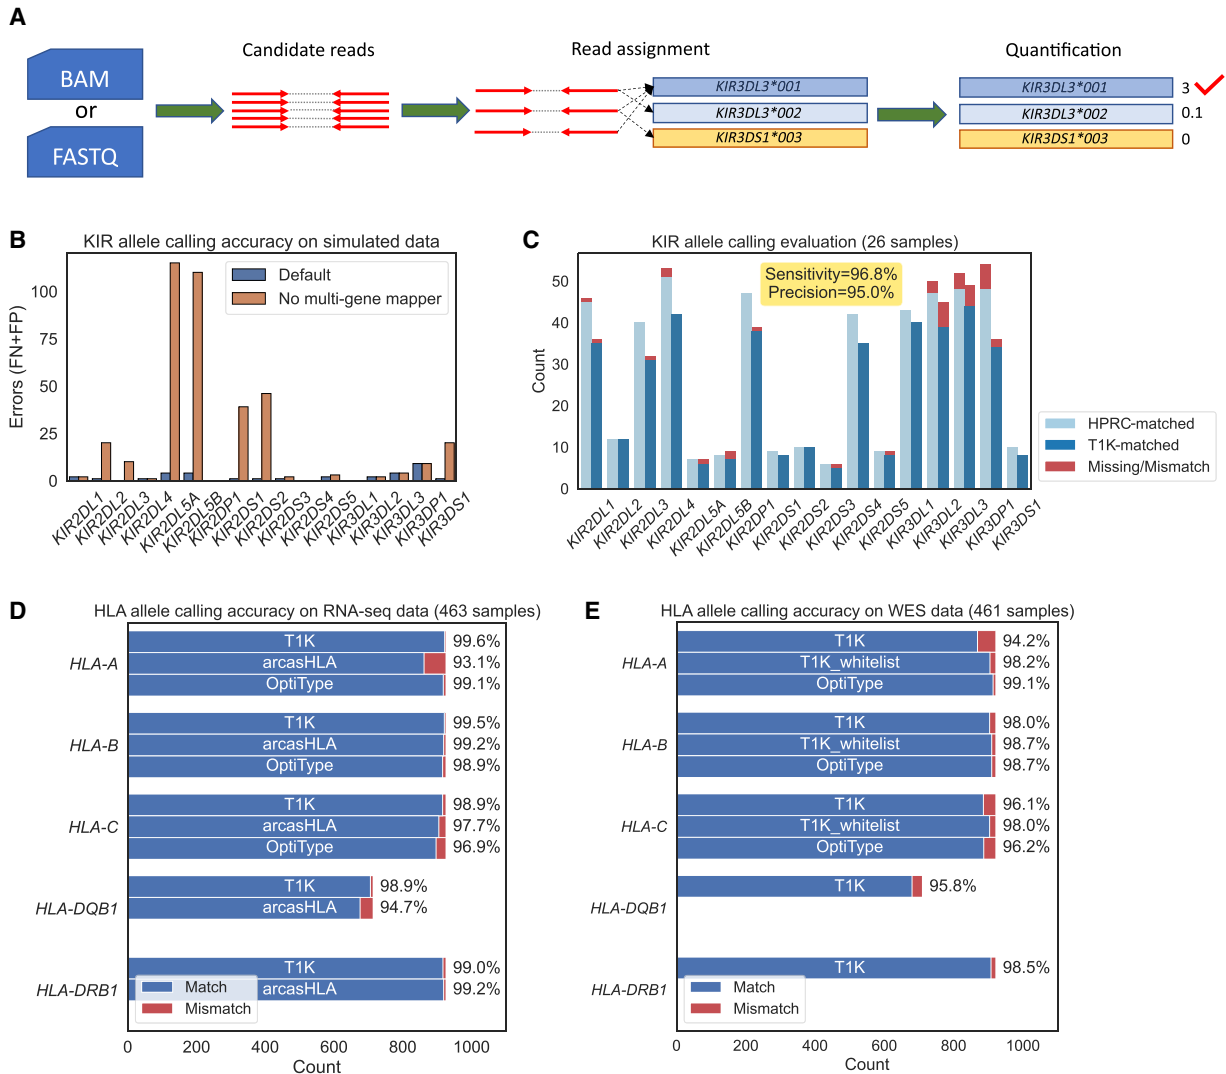 A
Candidate reads
Read assignment
Quantification
BAM
or
FASTQ
KIR3DL3*001
KIR3DL3*002
KIR3DS1*003
KIR3DL3*001 3
KIR3DL3*002 0.1
KIR3DS1*003 0
B
KIR allele calling accuracy on simulated data
Errors (FN+FP)
100
75
50
25
0
Default
No multi-gene mapper
KIR2DL1
KIR2DL2
KIR2DL3
KIR2DL4
KIR2DL5A
KIR2DL5B
KIR2DP1
KIR2DS1
KIR2DS2
KIR2DS3
KIR2DS4
KIR2DS5
KIR3DL1
KIR3DL2
KIR3DL3
KIR3DP1
KIR3DS1
C
KIR allele calling evaluation (26 samples)
Sensitivity=96.8%
Precision=95.0%
Count
50
40
30
20
10
0
HPRC-matched
T1K-matched
Missing/Mismatch
KIR2DL1
KIR2DL2
KIR2DL3
KIR2DL4
KIR2DL5A
KIR2DL5B
KIR2DP1
KIR2DS1
KIR2DS2
KIR2DS3
KIR2DS4
KIR2DS5
KIR3DL1
KIR3DL2
KIR3DL3
KIR3DP1
KIR3DS1
D
HLA allele calling accuracy on RNA-seq data (463 samples)
HLA-A
T1K 99.6%
arcasHLA 93.1%
OptiType 99.1%
HLA-B
T1K 99.5%
arcasHLA 99.2%
OptiType 98.9%
HLA-C
T1K 98.9%
arcasHLA 97.7%
OptiType 96.9%
HLA-DQB1
T1K 98.9%
arcasHLA 94.7%
HLA-DRB1
T1K 99.0%
arcasHLA 99.2%
Match
Mismatch
0 200 400 600 800 1000
Count
E
HLA allele calling accuracy on WES data (461 samples)
HLA-A
T1K 94.2%
T1K_whitelist 98.2%
OptiType 99.1%
HLA-B
T1K 98.0%
T1K_whitelist 98.7%
OptiType 98.7%
HLA-C
T1K 96.1%
T1K_whitelist 98.0%
OptiType 96.2%
HLA-DQB1
T1K 95.8%
HLA-DRB1
T1K 98.5%
Match
Mismatch
0 200 400 600 800 1000
Count